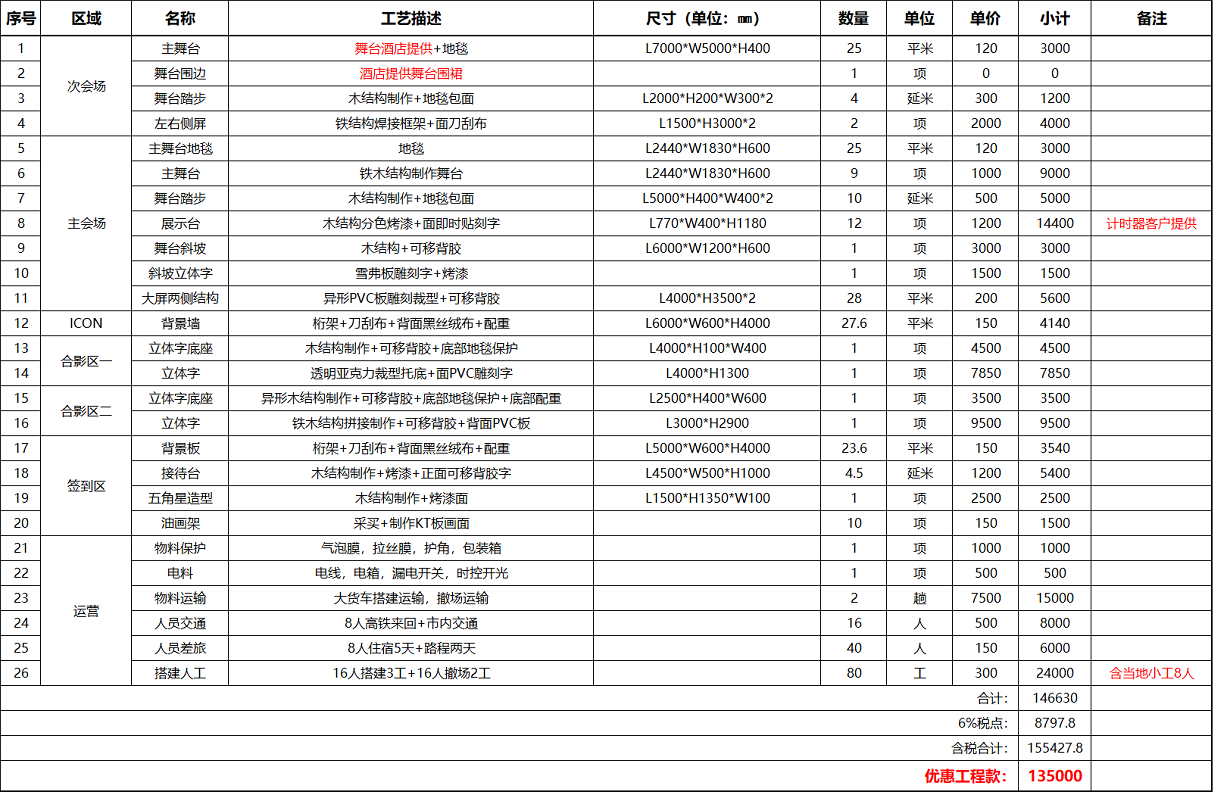 序号 区域 名称 工艺描述 尺寸（单位：㎜） 数量 单位 单价 小计 备注
1 次会场 主舞台 舞台酒店提供+地毯 L7000*W5000*H400 25 平米 120 3000
2 舞台围边 酒店提供舞台围裙 1 项 0 0
3 舞台踏步 木结构制作+地毯包面 L2000*H200*W300*2 4 延米 300 1200
4 左右侧屏 铁结构焊接框架+面刀刮布 L1500*H3000*2 2 项 2000 4000
5 主会场 主舞台地毯 地毯 L2440*W1830*H600 25 平米 120 3000
6 主舞台 铁木结构制作舞台 L2440*W1830*H600 9 项 1000 9000
7 舞台踏步 木结构制作+地毯包面 L5000*H400*W400*2 10 延米 500 5000
8 展示台 木结构分色烤漆+面即时贴刻字 L770*W400*H1180 12 项 1200 14400 计时器客户提供
9 舞台斜坡 木结构+可移背胶 L6000*W1200*H600 1 项 3000 3000
10 斜坡立体字 雪弗板雕刻字+烤漆 1 项 1500 1500
11 大屏两侧结构 异形PVC板雕刻裁型+可移背胶 L4000*H3500*2 28 平米 200 5600
12 ICON 背景墙 桁架+刀刮布+背面黑丝绒布+配重 L6000*W600*H4000 27.6 平米 150 4140
13 合影区一 立体字底座 木结构制作+可移背胶+底部地毯保护 L4000*H100*W400 1 项 4500 4500
14 立体字 透明亚克力裁型托底+面PVC雕刻字 L4000*H1300 1 项 7850 7850
15 合影区二 立体字底座 异形木结构制作+可移背胶+底部地毯保护+底部配重 L2500*H400*W600 1 项 3500 3500
16 立体字 铁木结构拼接制作+可移背胶+背面PVC板 L3000*H2900 1 项 9500 9500
17 签到区 背景板 桁架+刀刮布+背面黑丝绒布+配重 L5000*W600*H4000 23.6 平米 150 3540
18 接待台 木结构制作+烤漆+正面可移背胶字 L4500*W500*H1000 4.5 延米 1200 5400
19 五角星造型 木结构制作+烤漆面 L1500*H1350*W100 1 项 2500 2500
20 油画架 采买+制作KT板画面 10 项 150 1500
21 运营 物料保护 气泡膜，拉丝膜，护角，包装箱 1 项 1000 1000
22 电料 电线，电箱，漏电开关，时控开光 1 项 500 500
23 物料运输 大货车搭建运输，撤场运输 2 趟 7500 15000
24 人员交通 8人高铁来回+市内交通 16 人 500 8000
25 人员差旅 8人住宿5天+路程两天 40 人 150 6000
26 搭建人工 16人搭建3工+16人撤场2工 80 工 300 24000 含当地小工8人
合计： 146630
6%税点： 8797.8
含税合计： 155427.8
优惠工程款： 135000